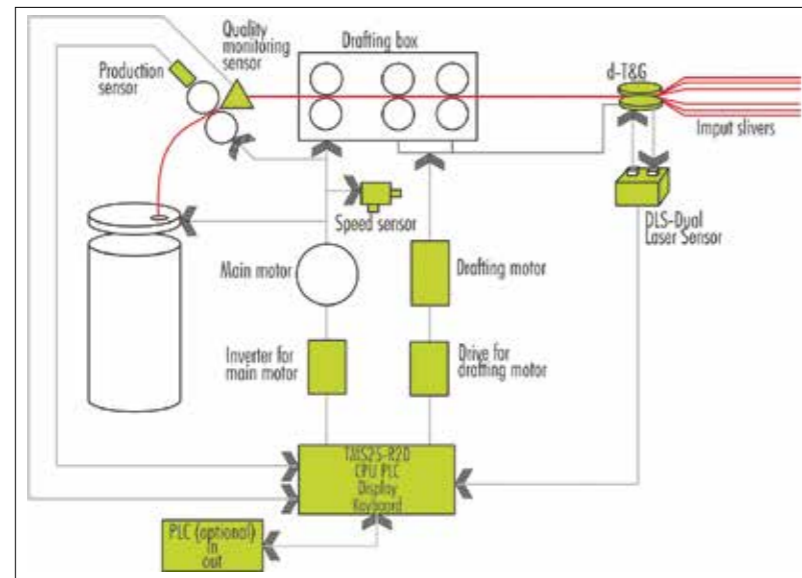 Quality
monitoring
sensor
Drafting box
d-T&G
Production
sensor
Imput slivers
Speed sensor
DLS-Dual
Laser Sensor
Main motor
Drafting motor
Inverter for
main motor
Drive for
drafting motor
TMS2S-R2D
CPU PLC
Display
Keyboard
PLC (optional)
in
out